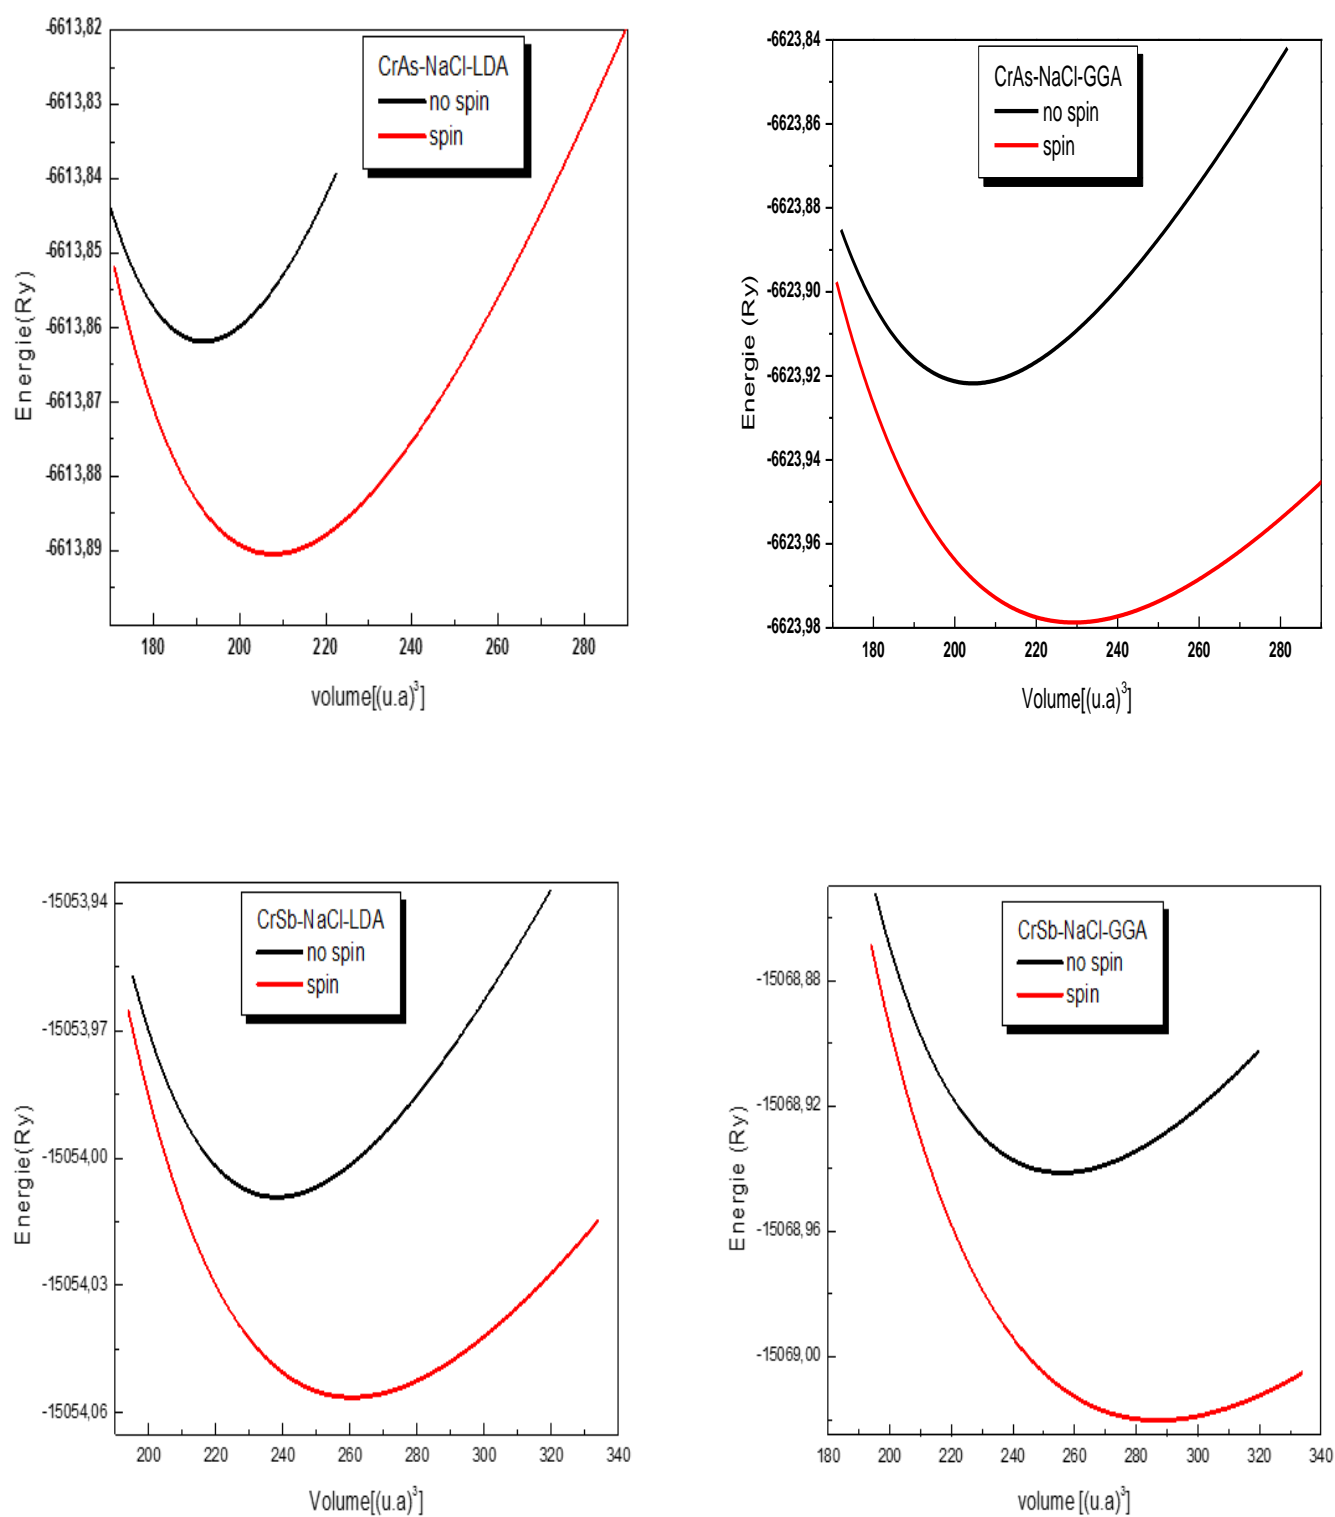 -6613,82
-6613,83
-6613,84
-6613,85
-6613,86
-6613,87
-6613,88
-6613,89
Energie(Ry)
CrAs-NaCl-LDA
no spin
spin
180 200 220 240 260 280
volume[(u.a)³]
-6623,84
-6623,86
-6623,88
-6623,90
-6623,92
-6623,94
-6623,96
-6623,98
Energie (Ry)
CrAs-NaCl-GGA
no spin
spin
180 200 220 240 260 280
Volume[(u.a)³]
-15053,94
-15053,97
-15054,00
-15054,03
-15054,06
Energie(Ry)
CrSb-NaCl-LDA
no spin
spin
200 220 240 260 280 300 320 340
Volume[(u.a)³]
-15068,88
-15068,92
-15068,96
-15069,00
Energie (Ry)
CrSb-NaCl-GGA
no spin
spin
180 200 220 240 260 280 300 320 340
volume [(u.a)³]